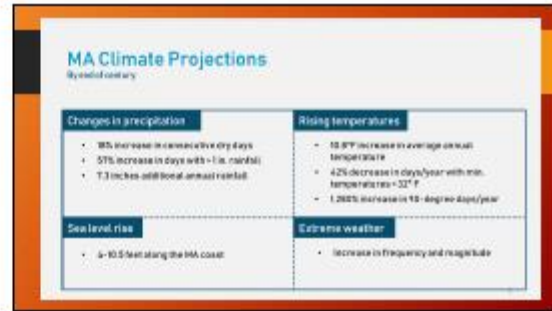 MA Climate Projections
By end of century
Changes in precipitation
• 18% increase in consecutive dry days
• 57% increase in days with > 1 in. rainfall
• 7.3 inches additional annual rainfall
Rising temperatures
• 10.8°F increase in average annual
temperature
• 42% decrease in days/year with min.
temperatures < 32° F
• 1,280% increase in 90-degree days/year
Sea level rise
• 4-10.5 feet along the MA coast
Extreme weather
• Increase in frequency and magnitude